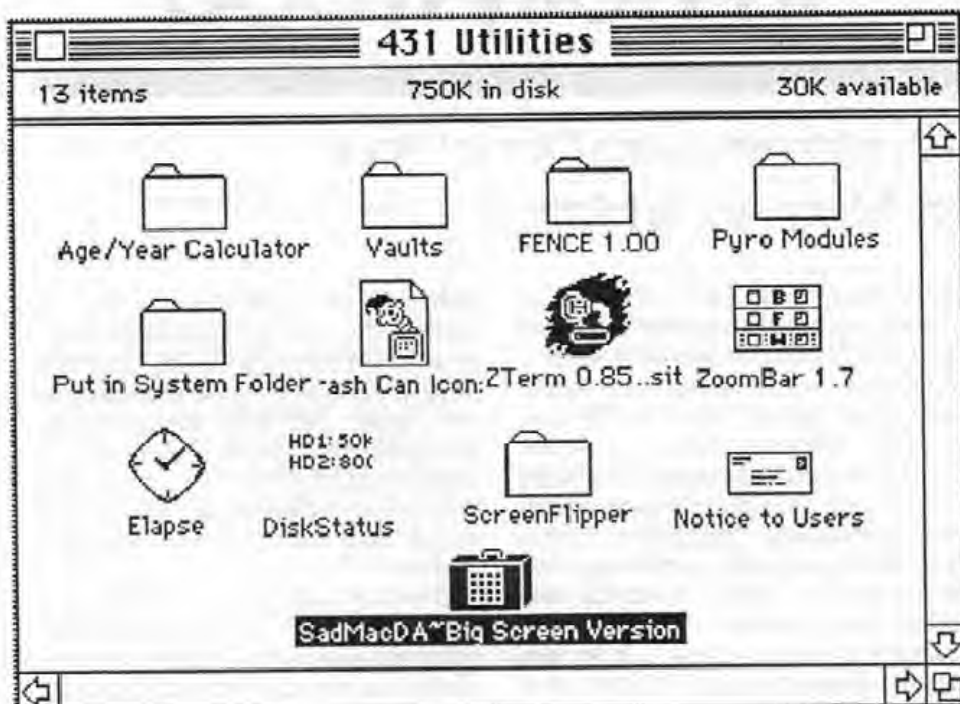 431 Utilities
13 items 750K in disk 30K available
Age/Year Calculator Vaults FENCE 1.00 Pyro Modules
B
F
W
Put in System Folder -ash Can Icon: ZTerm 0.85..sit ZoomBar 1.7
HD1: 50K
HD2: 800
Elapse DiskStatus ScreenFlipper Notice to Users
SadMacDA~Big Screen Version